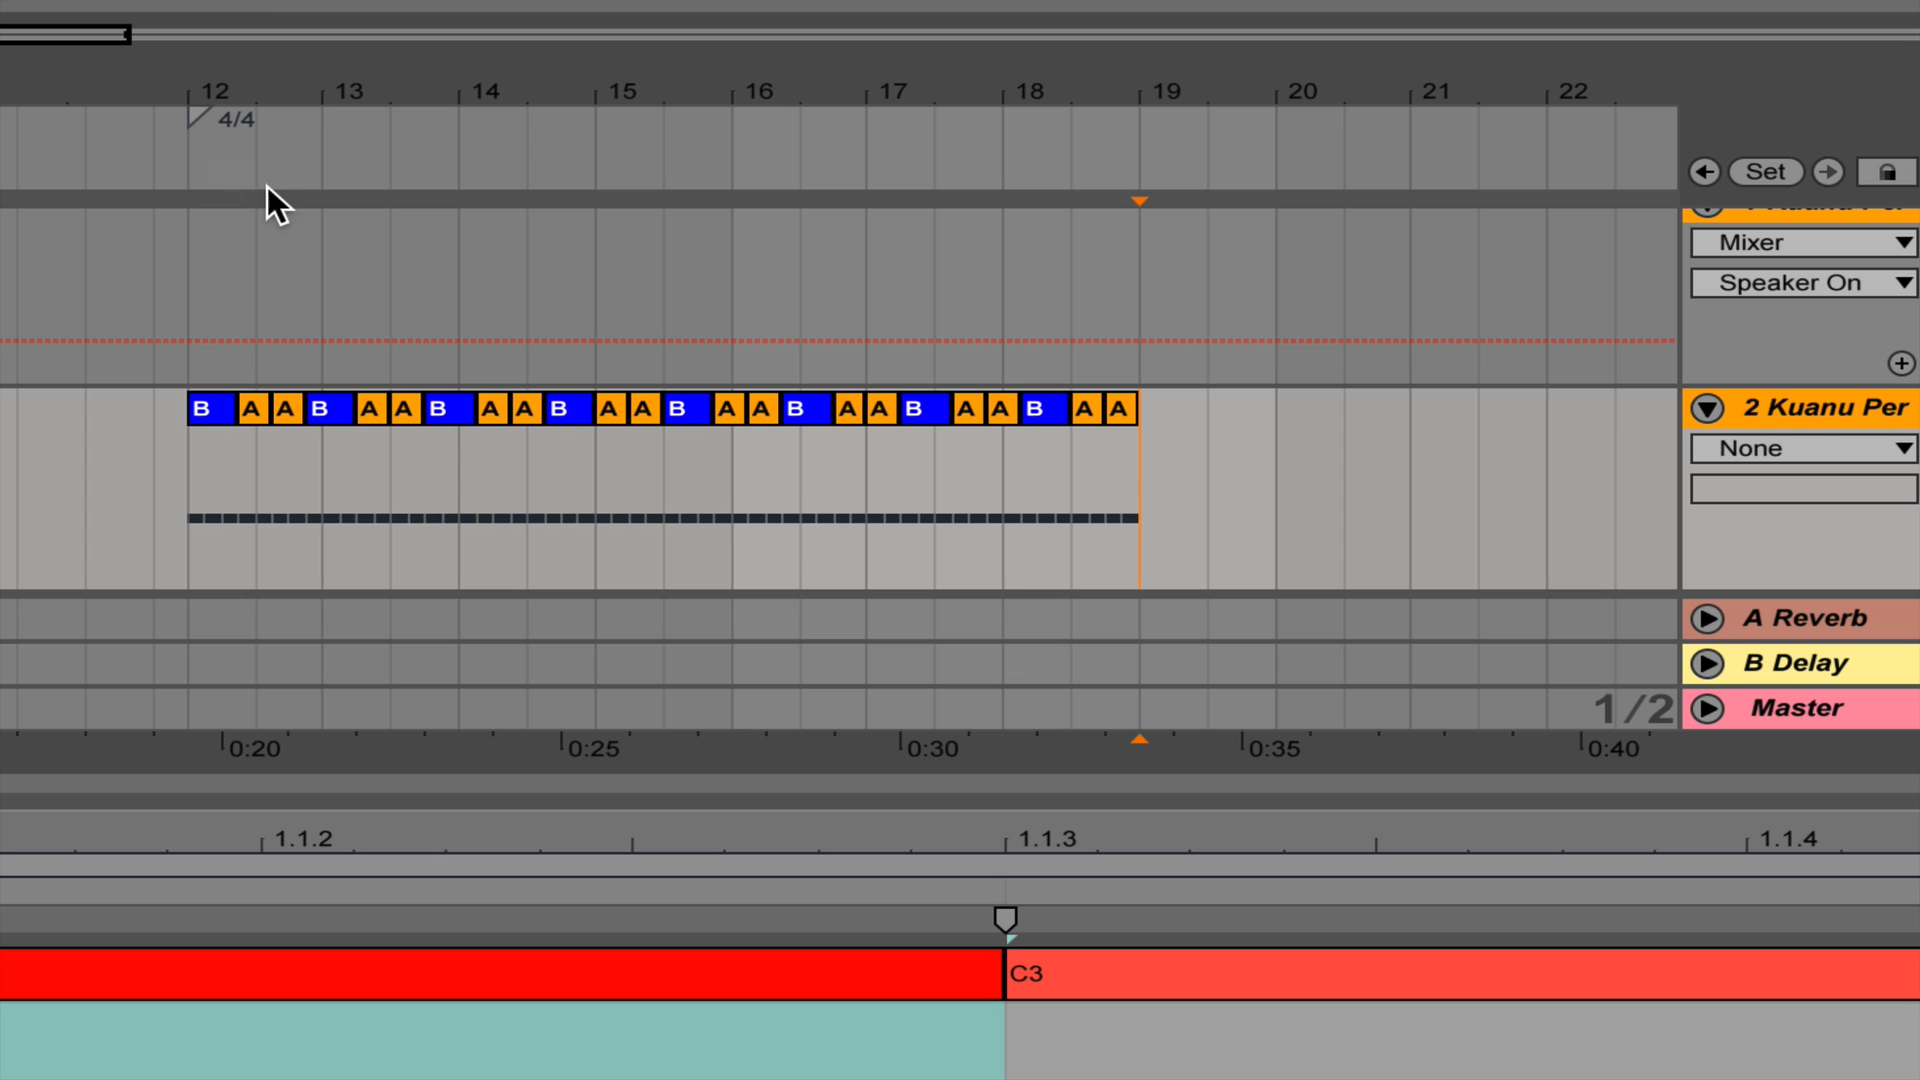 12 13 14 15 16 17 18 19 20 21 22
4/4
Set
Mixer
Speaker On
B A A B A A B A A B A A B A A B A A B A A B A A
2 Kuanu Per
None
A Reverb
B Delay
1/2
Master
0:20 0:25 0:30 0:35 0:40
1.1.2 1.1.3 1.1.4
C3